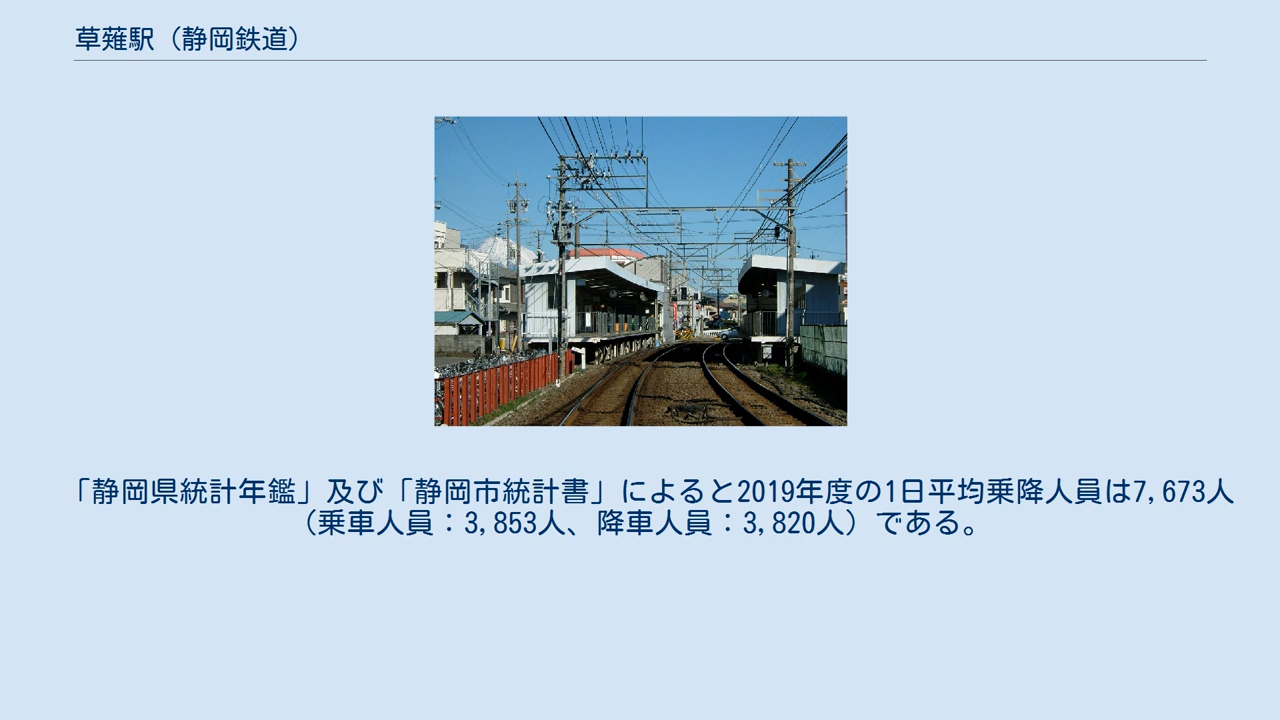 草薙駅（静岡鉄道）
「静岡県統計年鑑」及び「静岡市統計書」によると2019年度の1日平均乗降人員は7,673人
（乗車人員：3,853人、降車人員：3,820人）である。